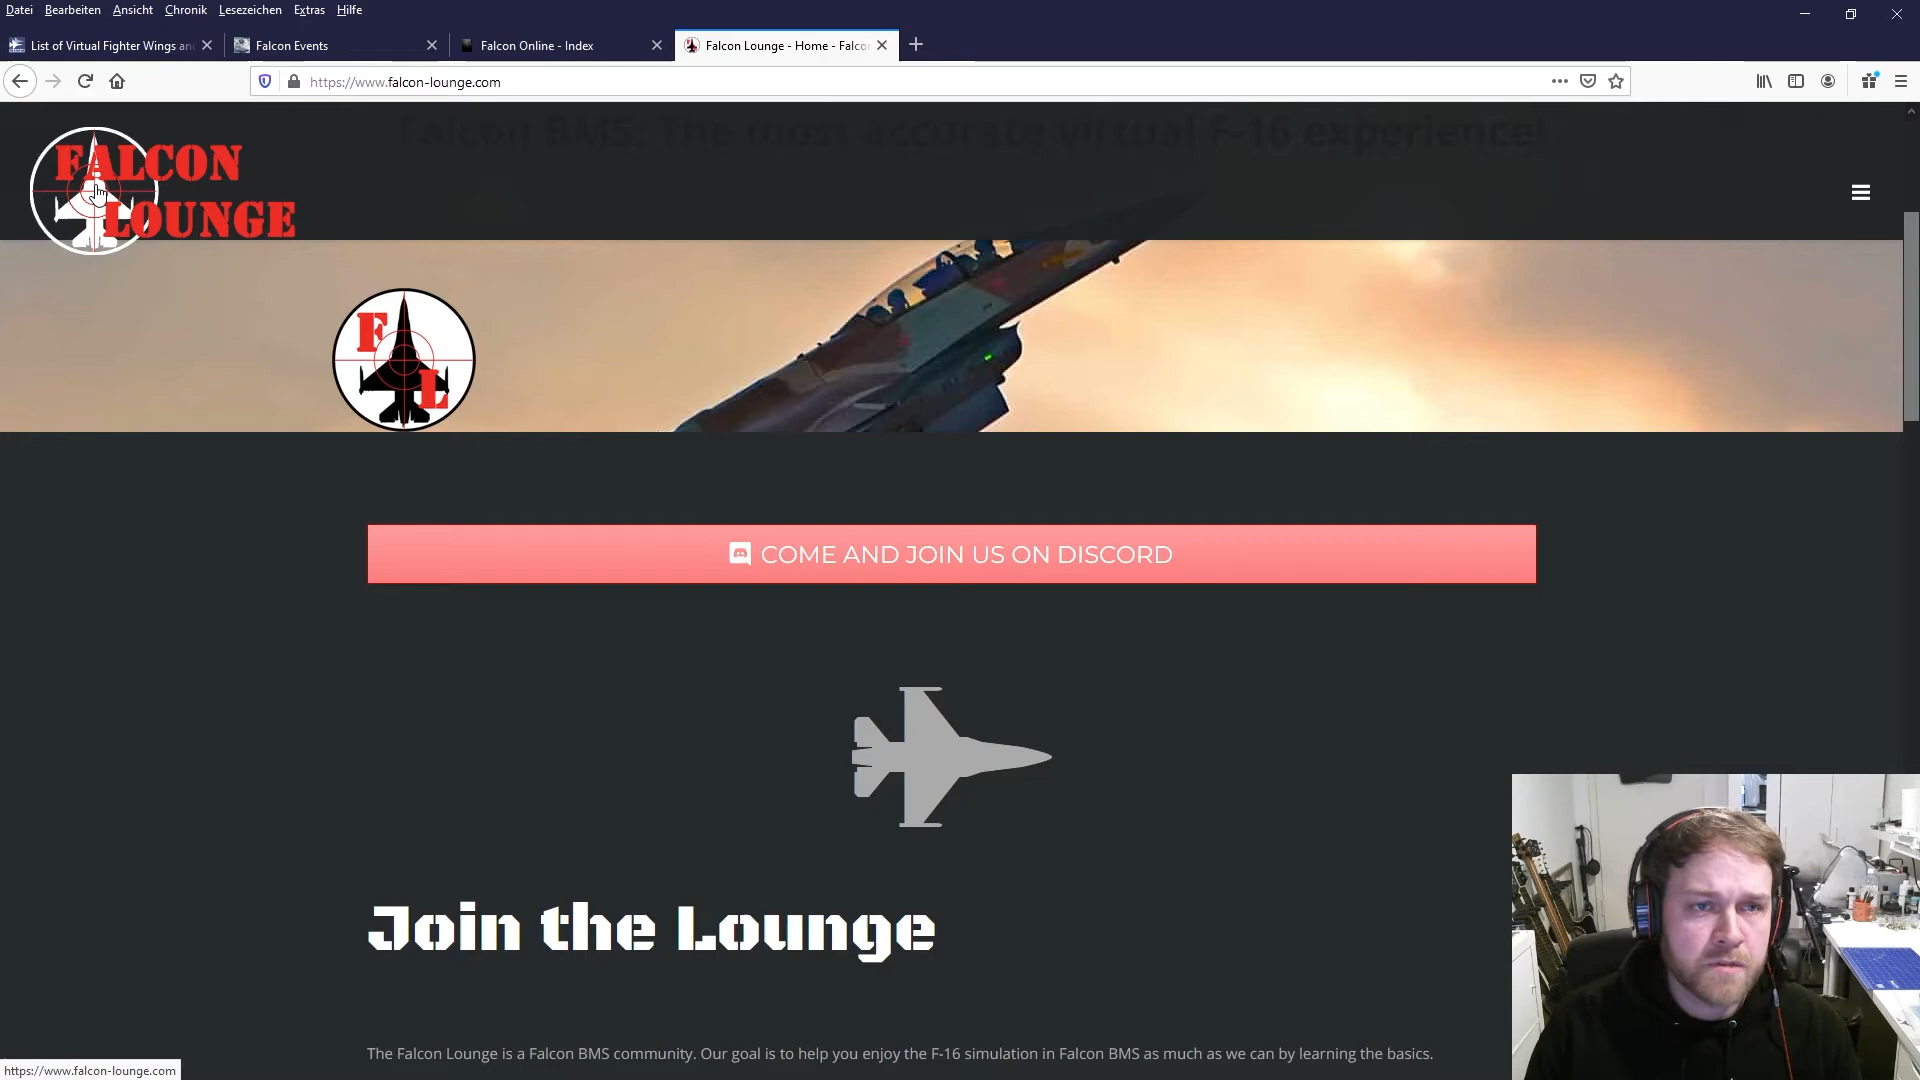 Datei Bearbeiten Ansicht Chronik Lesezeichen Extras Hilfe
List of Virtual Fighter Wings an
Falcon Events
Falcon Online - Index
Falcon Lounge - Home - Falco
https://www.falcon-lounge.com
Falcon BMS: The most accurate virtual F-16 experience!
FALCON
LOUNGE
F
L
COME AND JOIN US ON DISCORD
Join the Lounge
The Falcon Lounge is a Falcon BMS community. Our goal is to help you enjoy the F-16 simulation in Falcon BMS as much as we can by learning the basics.
https://www.falcon-lounge.com